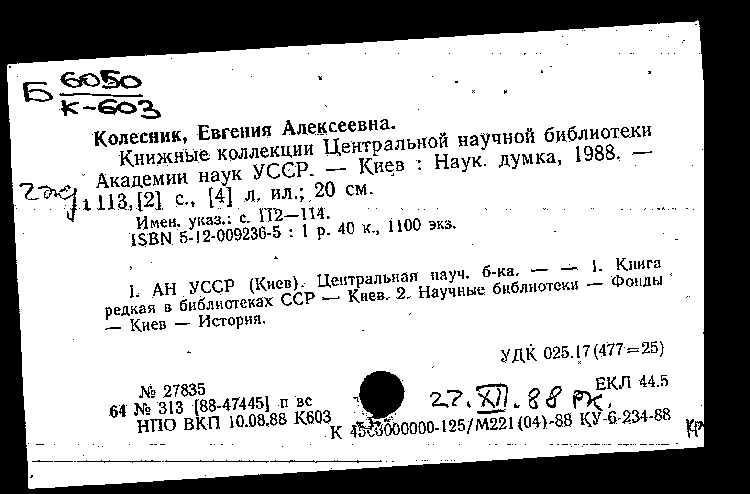 Б 6050
К-603
Колесник, Евгения Алексеевна.
Книжные коллекции Центральной научной библиотеки
Академии наук УССР. — Киев : Наук. думка, 1988. —
113, [2] с., [4] л. ил.; 20 см.
Имен. указ.: с. 112—114.
ISBN 5-12-009236-5 : 1 р. 40 к., 1100 экз.
1. АН УССР (Киев). Центральная науч. б-ка. — — 1. Книга
редкая в библиотеках ССР — Киев. 2. Научные библиотеки — Фонды
— Киев — История.
УДК 025.17(477=25)
№ 27835
ЕКЛ 44.5
64 № 313 [88-47445] п вс
27.XII.88
НПО ВКП 10.08.88 К603
К 000000-125/М221(04)-88 КУ-6-234-88